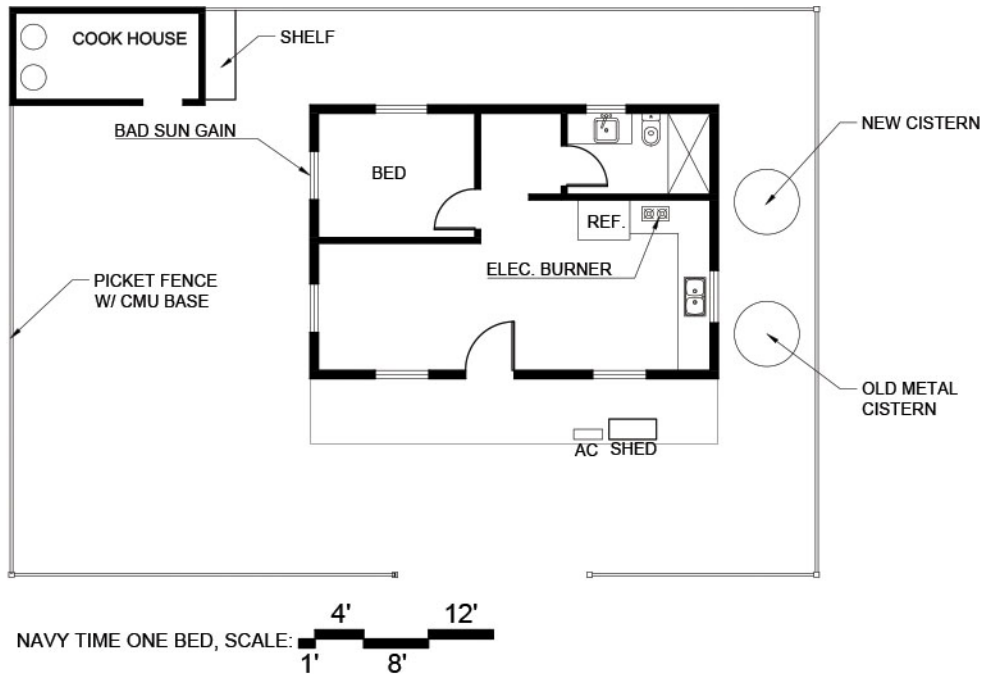 COOK HOUSE
SHELF
BAD SUN GAIN
NEW CISTERN
BED
REF.
ELEC. BURNER
PICKET FENCE
W/ CMU BASE
OLD METAL
CISTERN
AC
SHED
4'
12'
NAVY TIME ONE BED, SCALE:
1'
8'